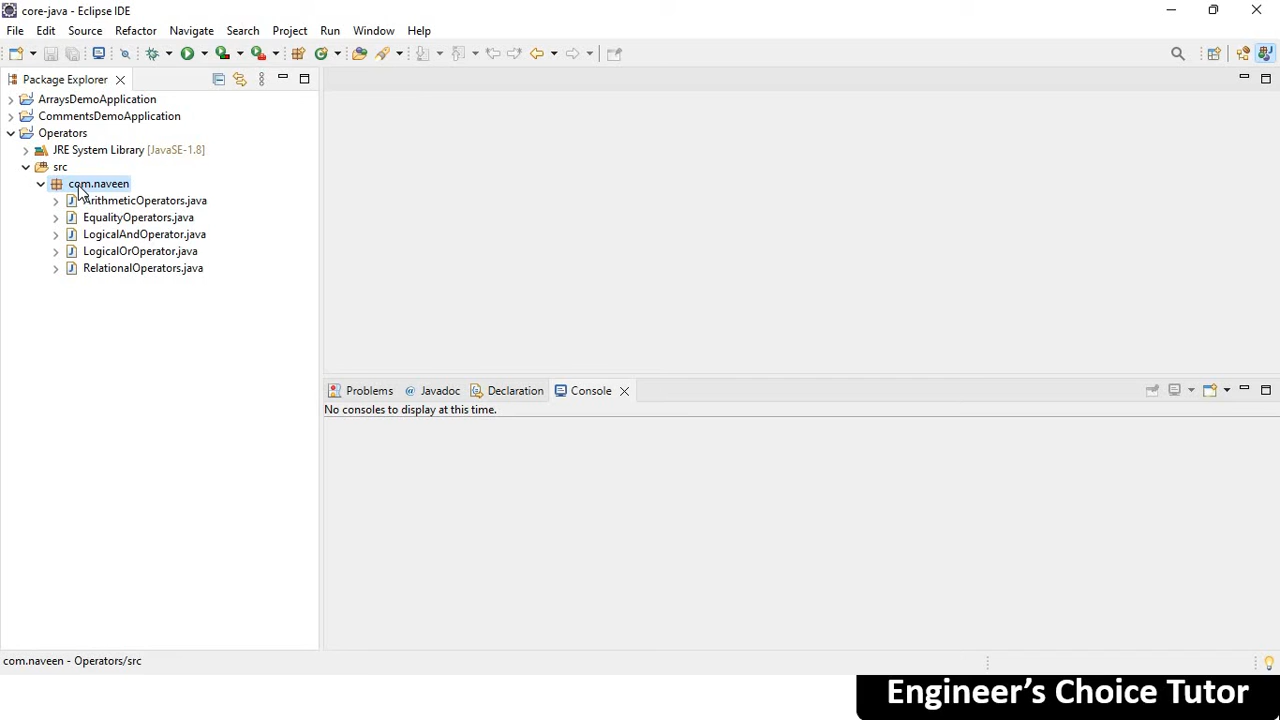 core-java - Eclipse IDE
File Edit Source Refactor Navigate Search Project Run Window Help
Package Explorer
ArraysDemoApplication
CommentsDemoApplication
Operators
JRE System Library [JavaSE-1.8]
src
com.naveen
ArithmeticOperators.java
EqualityOperators.java
LogicalAndOperator.java
LogicalOrOperator.java
RelationalOperators.java
Problems @ Javadoc Declaration Console
No consoles to display at this time.
com.naveen - Operators/src
Engineer's Choice Tutor